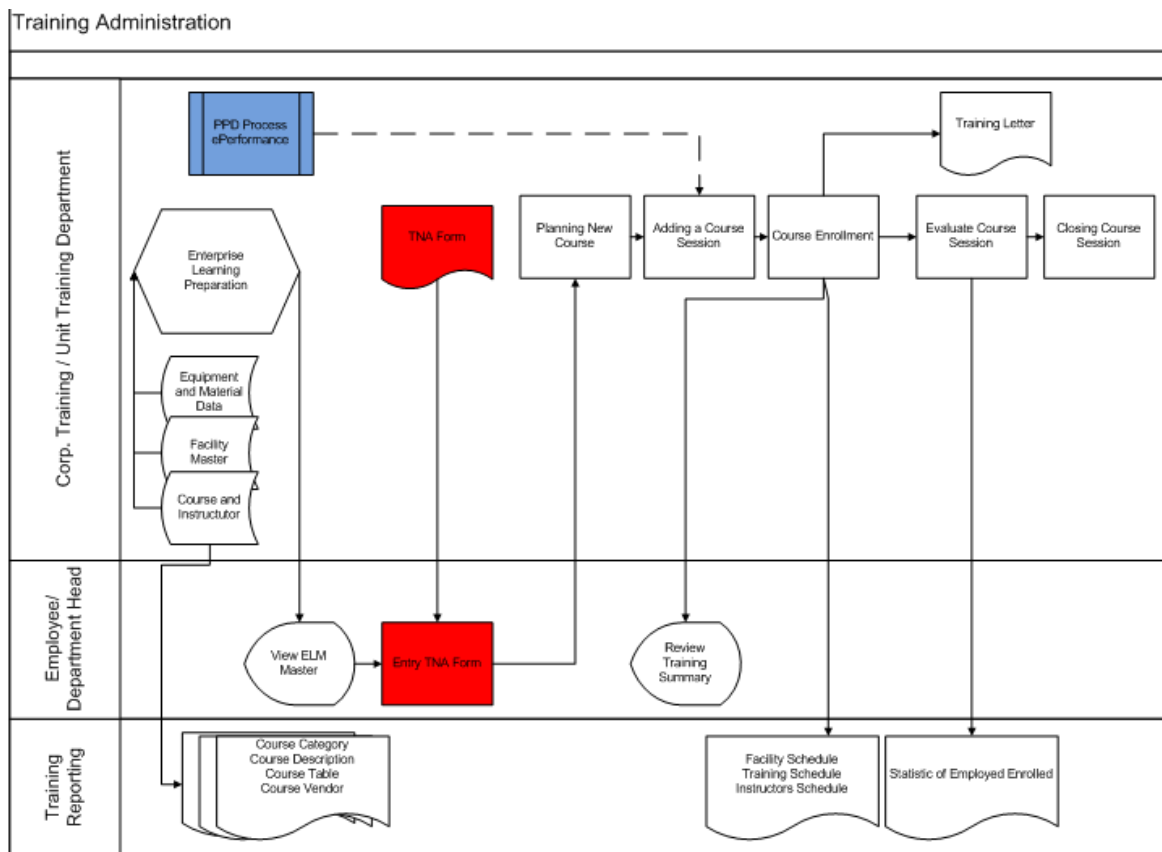 Training Administration
Corp. Training / Unit Training Department
PPD Process
ePerformance
Training Letter
Enterprise
Learning
Preparation
TNA Form
Planning New
Course
Adding a Course
Session
Course Enrollment
Evaluate Course
Session
Closing Course
Session
Equipment
and Material
Data
Facility
Master
Course and
Instructutor
Employee/
Department Head
View ELM
Master
Entry TNA Form
Review
Training
Summary
Training
Reporting
Course Category
Course Description
Course Table
Course Vendor
Facility Schedule
Training Schedule
Instructors Schedule
Statistic of Employed Enrolled